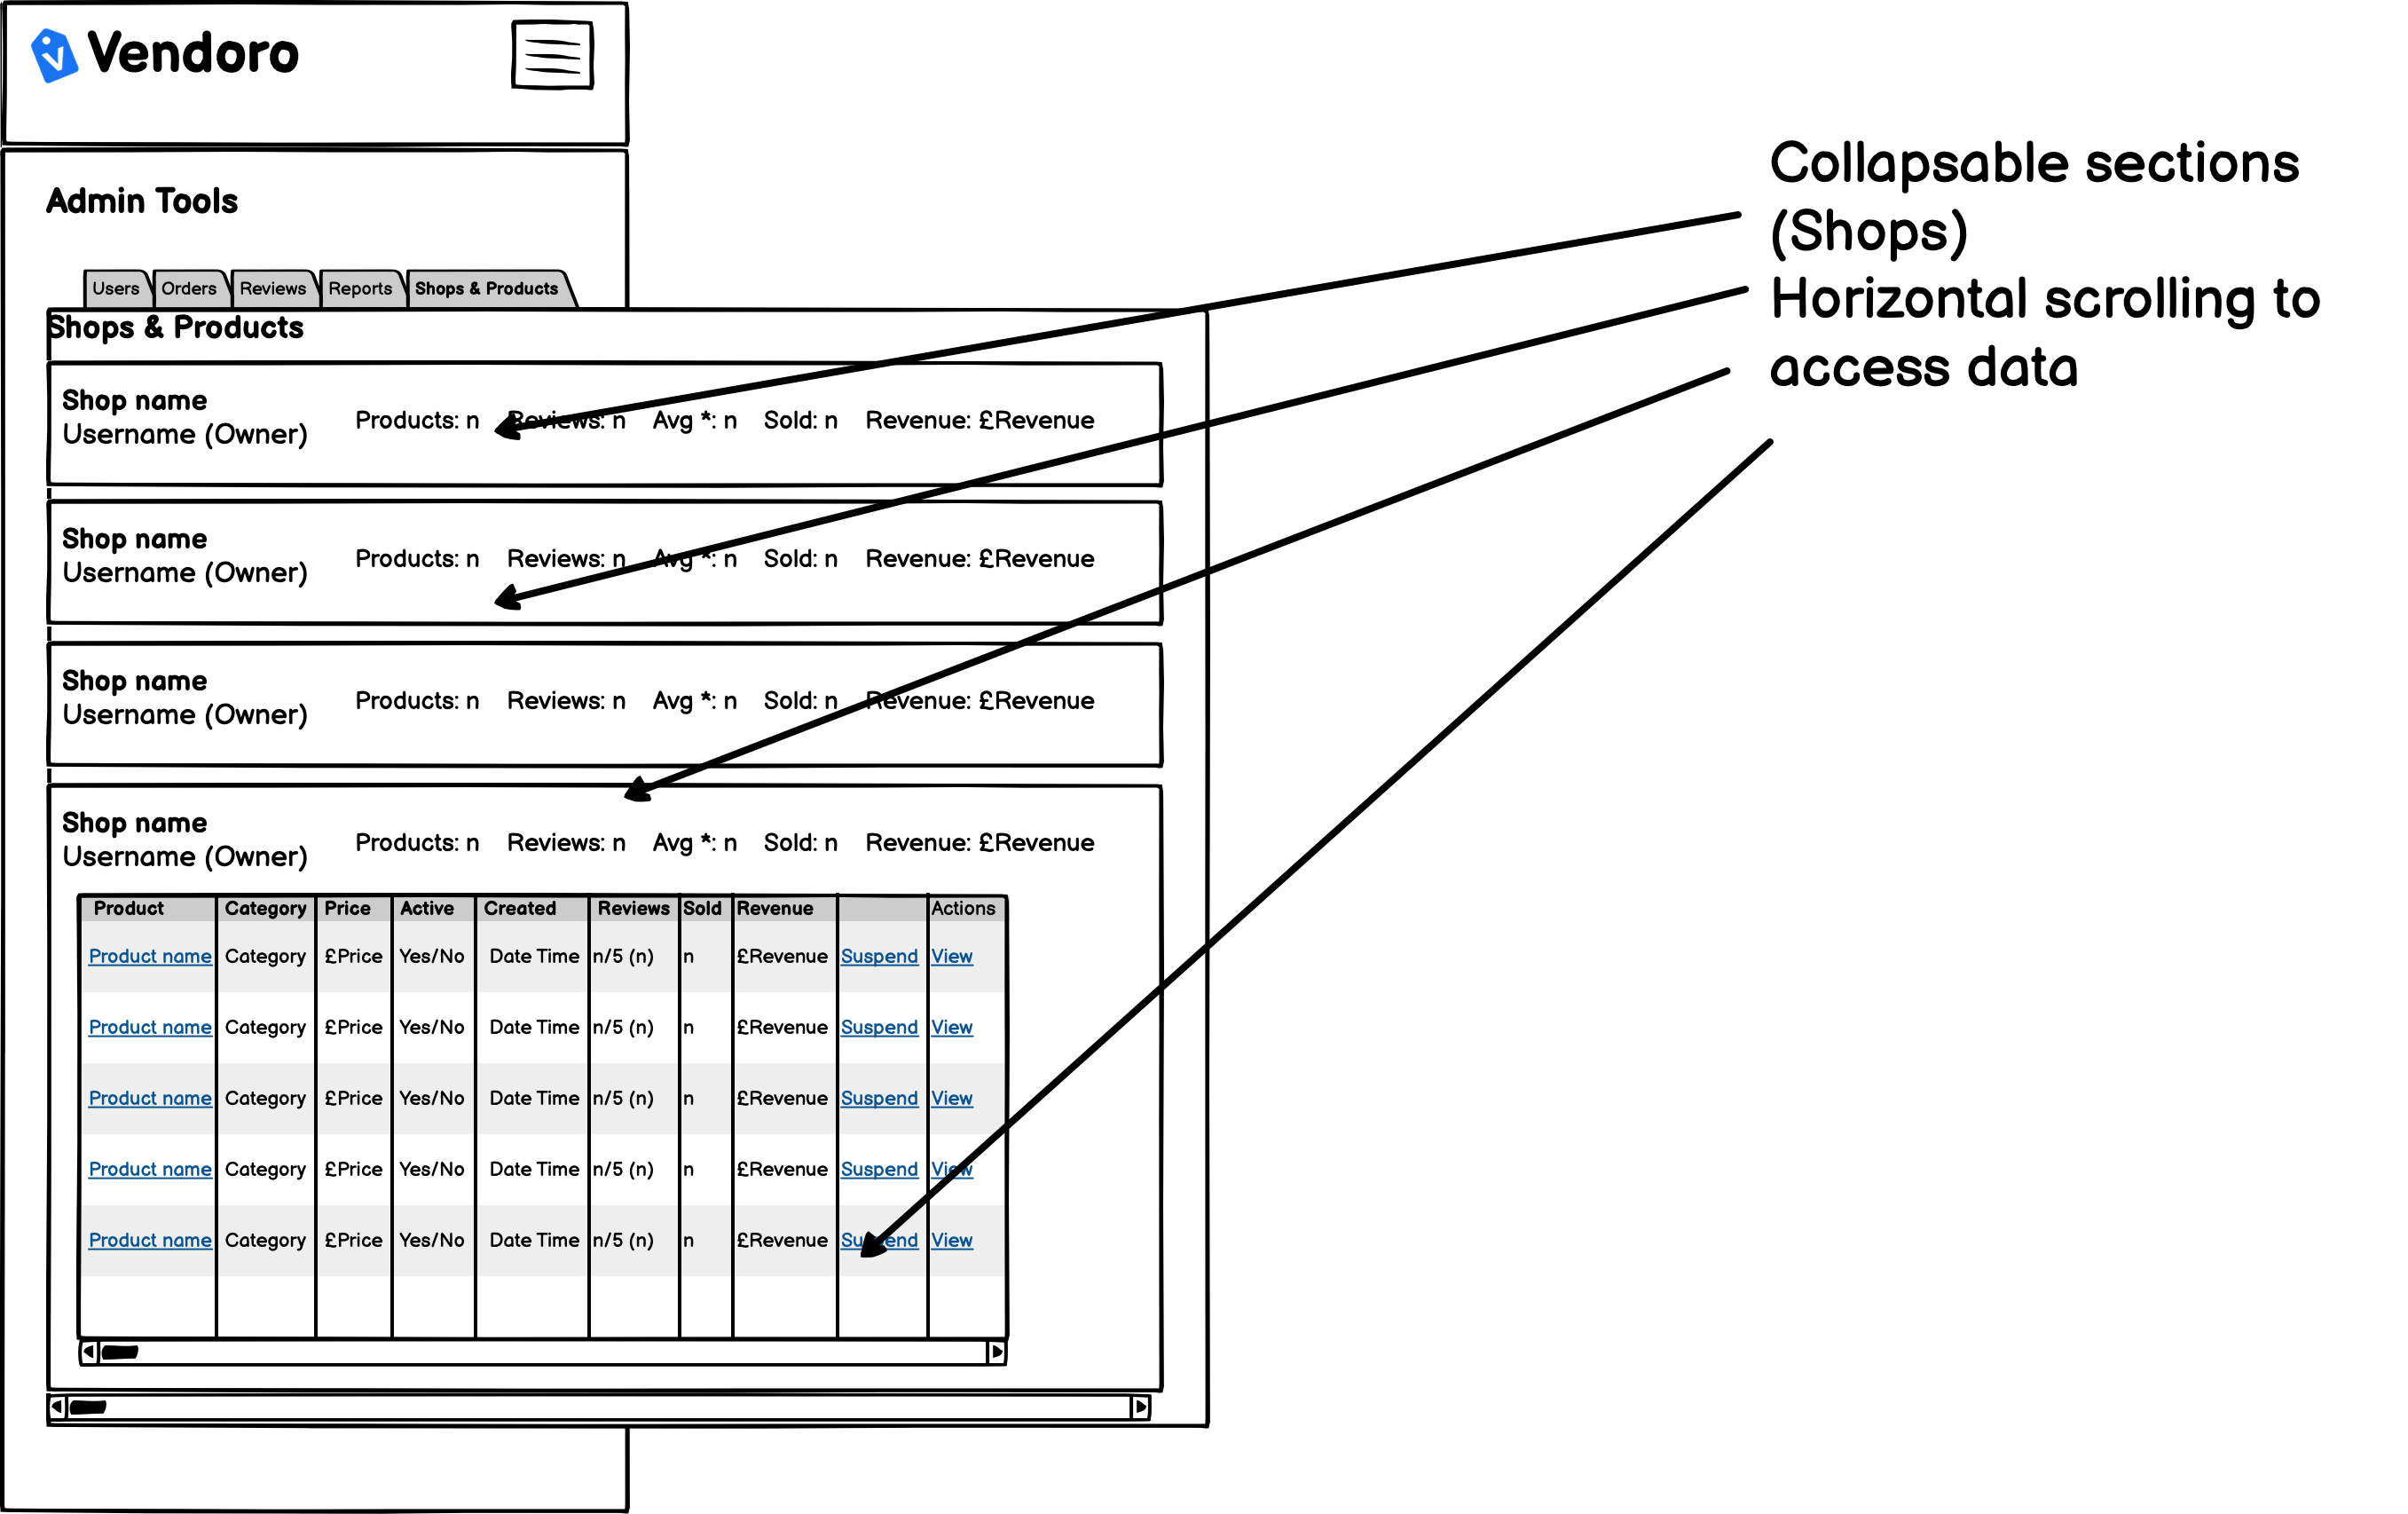 Vendoro
Collapsable sections
(Shops)
Horizontal scrolling to
access data
Admin Tools
Users Orders Reviews Reports Shops & Products
Shops & Products
Shop name
Username (Owner) Products: n Reviews: n Avg *: n Sold: n Revenue: £Revenue
Shop name
Username (Owner) Products: n Reviews: n Avg *: n Sold: n Revenue: £Revenue
Shop name
Username (Owner) Products: n Reviews: n Avg *: n Sold: n Revenue: £Revenue
Shop name
Username (Owner) Products: n Reviews: n Avg *: n Sold: n Revenue: £Revenue
Product Category Price Active Created Reviews Sold Revenue Actions
Product name Category £Price Yes/No Date Time n/5 (n) n £Revenue Suspend View
Product name Category £Price Yes/No Date Time n/5 (n) n £Revenue Suspend View
Product name Category £Price Yes/No Date Time n/5 (n) n £Revenue Suspend View
Product name Category £Price Yes/No Date Time n/5 (n) n £Revenue Suspend View
Product name Category £Price Yes/No Date Time n/5 (n) n £Revenue Suspend View